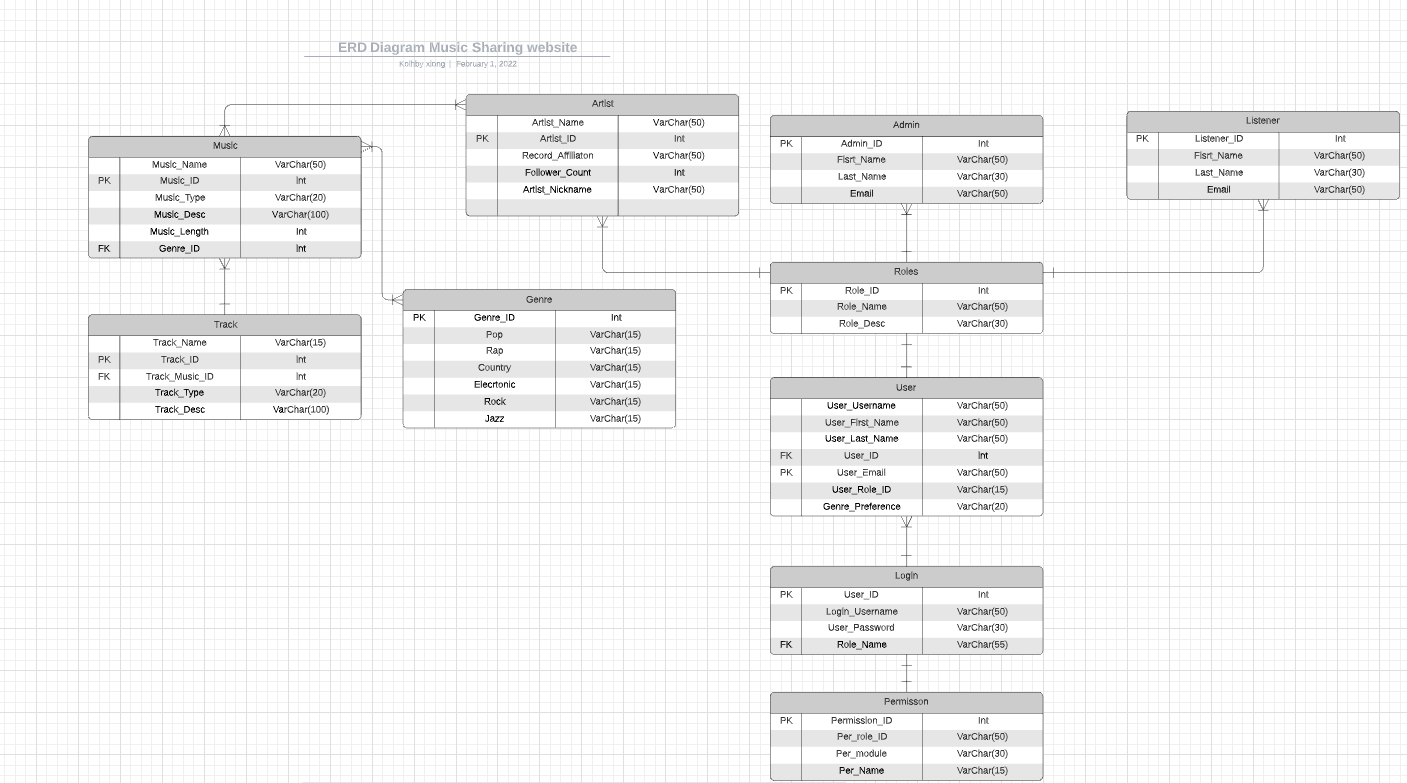 ERD Diagram Music Sharing website
Kolhby xiong | February 1, 2022
Artist
Artist_Name VarChar(50)
PK Artist_ID Int
Record_Affiliaton VarChar(50)
Follower_Count Int
Artist_Nickname VarChar(50)
Admin
PK Admin_ID Int
Fisrt_Name VarChar(50)
Last_Name VarChar(30)
Email VarChar(50)
Listener
PK Listener_ID Int
Fisrt_Name VarChar(50)
Last_Name VarChar(30)
Email VarChar(50)
Music
Music_Name VarChar(50)
PK Music_ID Int
Music_Type VarChar(20)
Music_Desc VarChar(100)
Music_Length Int
FK Genre_ID Int
Roles
PK Role_ID Int
Role_Name VarChar(50)
Role_Desc VarChar(30)
Genre
PK Genre_ID Int
Pop VarChar(15)
Rap VarChar(15)
Country VarChar(15)
Elecrtonic VarChar(15)
Rock VarChar(15)
Jazz VarChar(15)
Track
Track_Name VarChar(15)
PK Track_ID Int
FK Track_Music_ID Int
Track_Type VarChar(20)
Track_Desc VarChar(100)
User
User_Username VarChar(50)
User_First_Name VarChar(50)
User_Last_Name VarChar(50)
FK User_ID Int
PK User_Email VarChar(50)
User_Role_ID VarChar(15)
Genre_Preference VarChar(20)
Login
PK User_ID Int
Login_Username VarChar(50)
User_Password VarChar(30)
FK Role_Name VarChar(55)
Permisson
PK Permission_ID Int
Per_role_ID VarChar(50)
Per_module VarChar(30)
Per_Name VarChar(15)